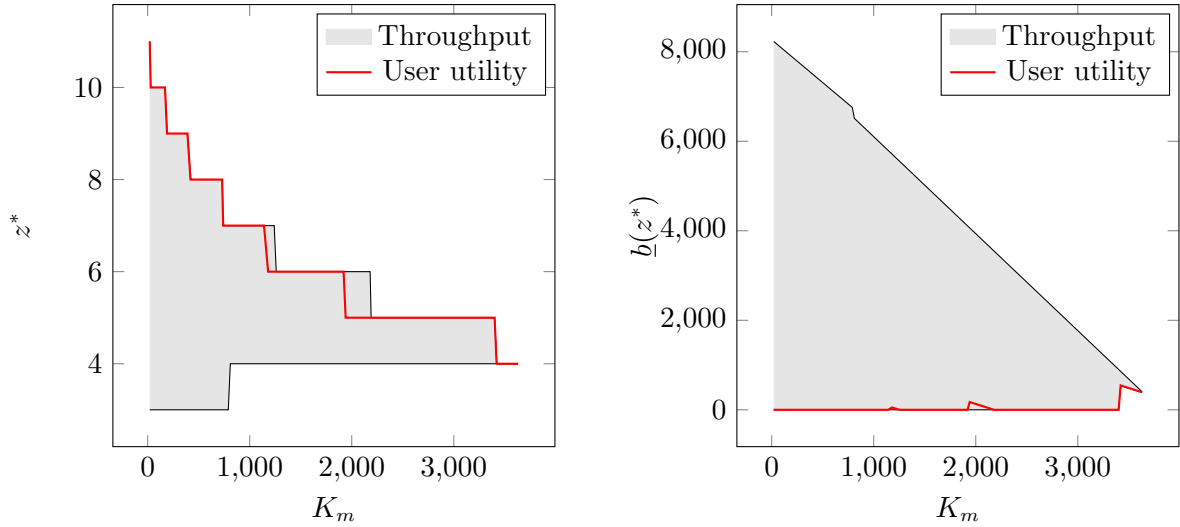 Throughput
User utility
10
8
6
4
z*
0
1,000
2,000
3,000
K_m
Throughput
User utility
8,000
6,000
4,000
2,000
0
b(z*)
0
1,000
2,000
3,000
K_m